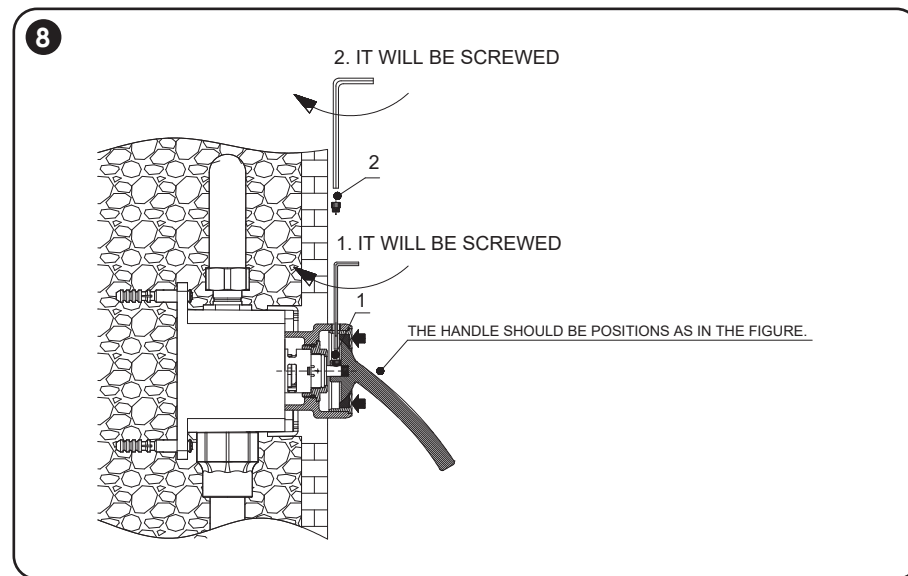 8
2. IT WILL BE SCREWED
2
1. IT WILL BE SCREWED
1
THE HANDLE SHOULD BE POSITIONS AS IN THE FIGURE.